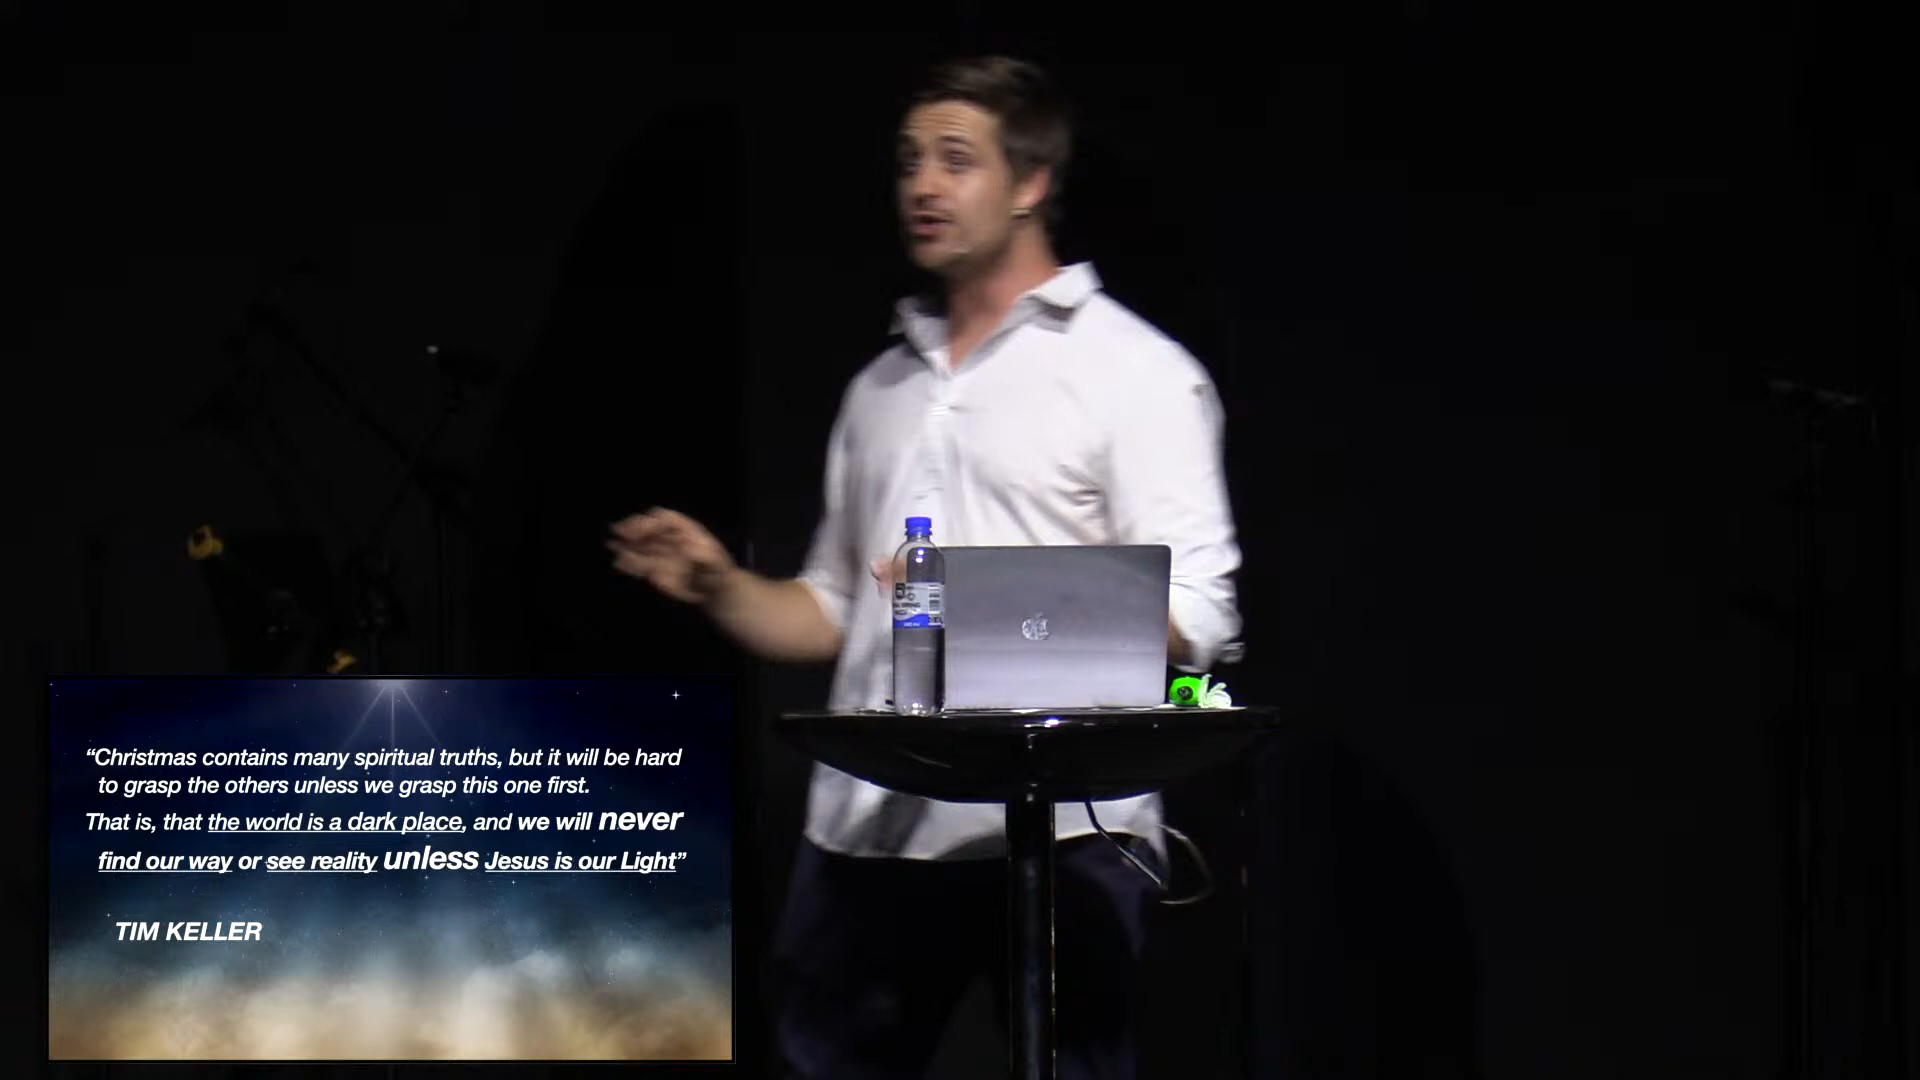 “Christmas contains many spiritual truths, but it will be hard
to grasp the others unless we grasp this one first.
That is, that the world is a dark place, and we will never
find our way or see reality unless Jesus is our Light”
TIM KELLER